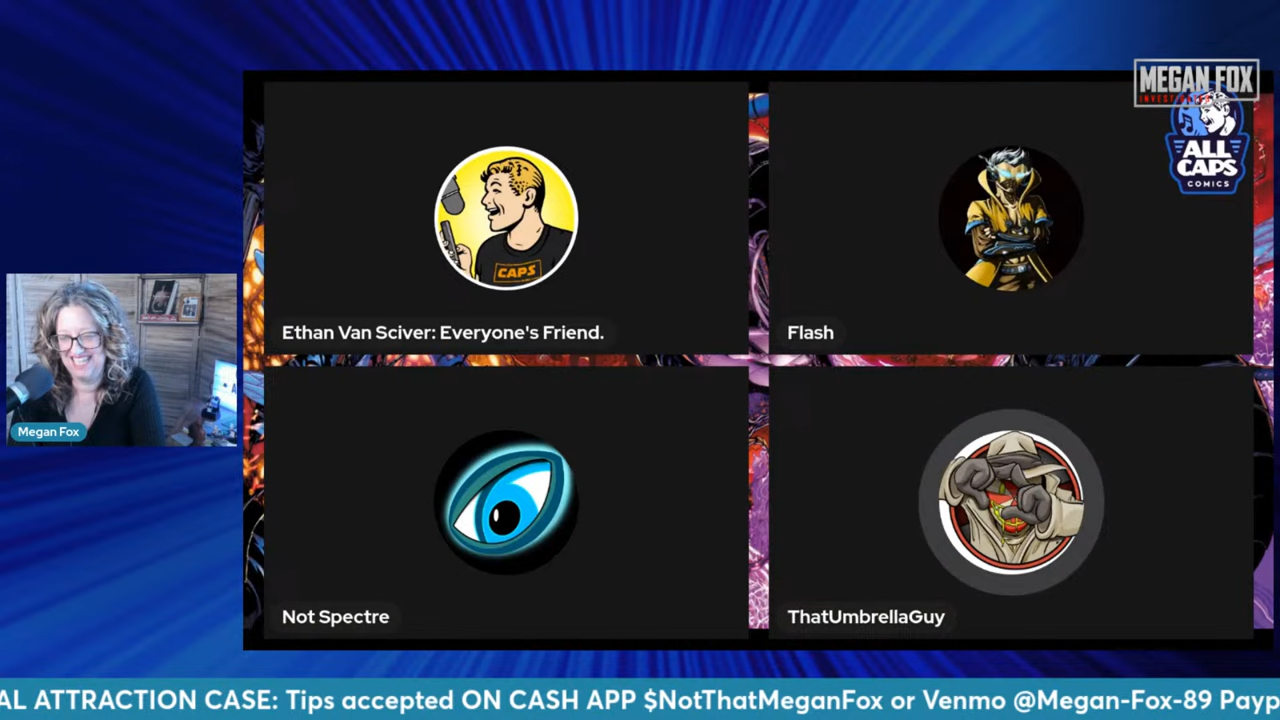 MEGAN FOX
INVESTIGATES
ALL
CAPS
COMICS
CAPS
Ethan Van Sciver: Everyone's Friend.
Flash
Megan Fox
Not Spectre
ThatUmbrellaGuy
AL ATTRACTION CASE: Tips accepted ON CASH APP $NotThatMeganFox or Venmo @Megan-Fox-89 Payp